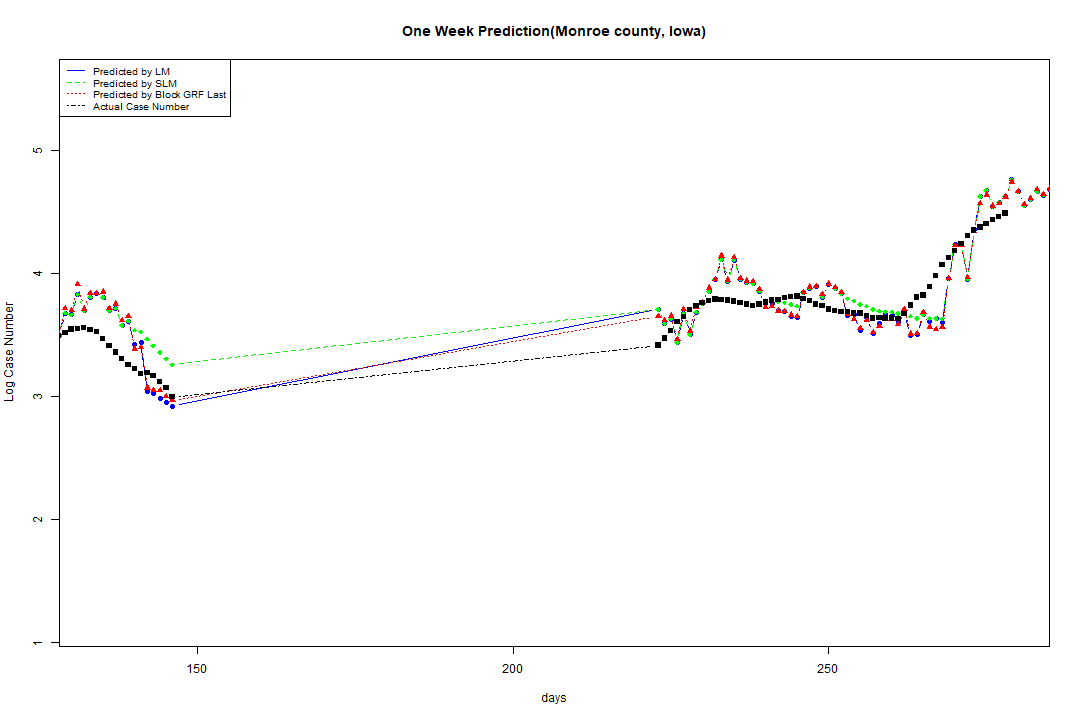 One Week Prediction(Monroe county, Iowa)
Predicted by LM
Predicted by SLM
Predicted by Block GRF Last
Actual Case Number
5
4
3
2
1
Log Case Number
150 200 250
days